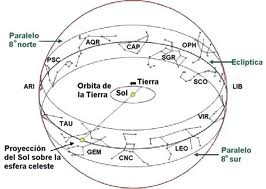 Paralelo
8° norte
AQR
CAP
OPH
PSC
SGR
Eclíptica
Orbita de
la Tierra
Tierra
Sol
SCO
ARI
LIB
TAU
VIR
Proyección
del Sol sobre la
esfera celeste
GEM
CNC
LEO
Paralelo
8° sur